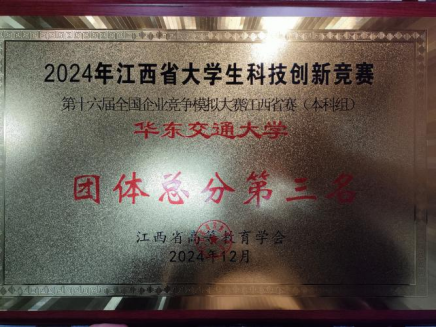 2024年江西省大学生科技创新竞赛
第十六届全国企业竞争模拟大赛江西省赛（本科组）
华东交通大学
团体总分第三名
江西省高等教育学会
2024年12月